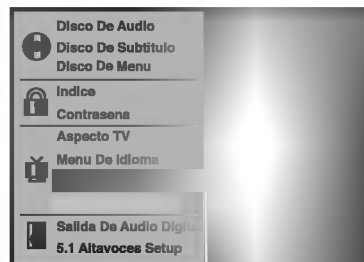 Disco De Audio
Disco De Subtitulo
Disco De Menu
Indice
Contrasena
Aspecto TV
Menu De Idioma
Salida De Audio Digita
5.1 Altavoces Setup